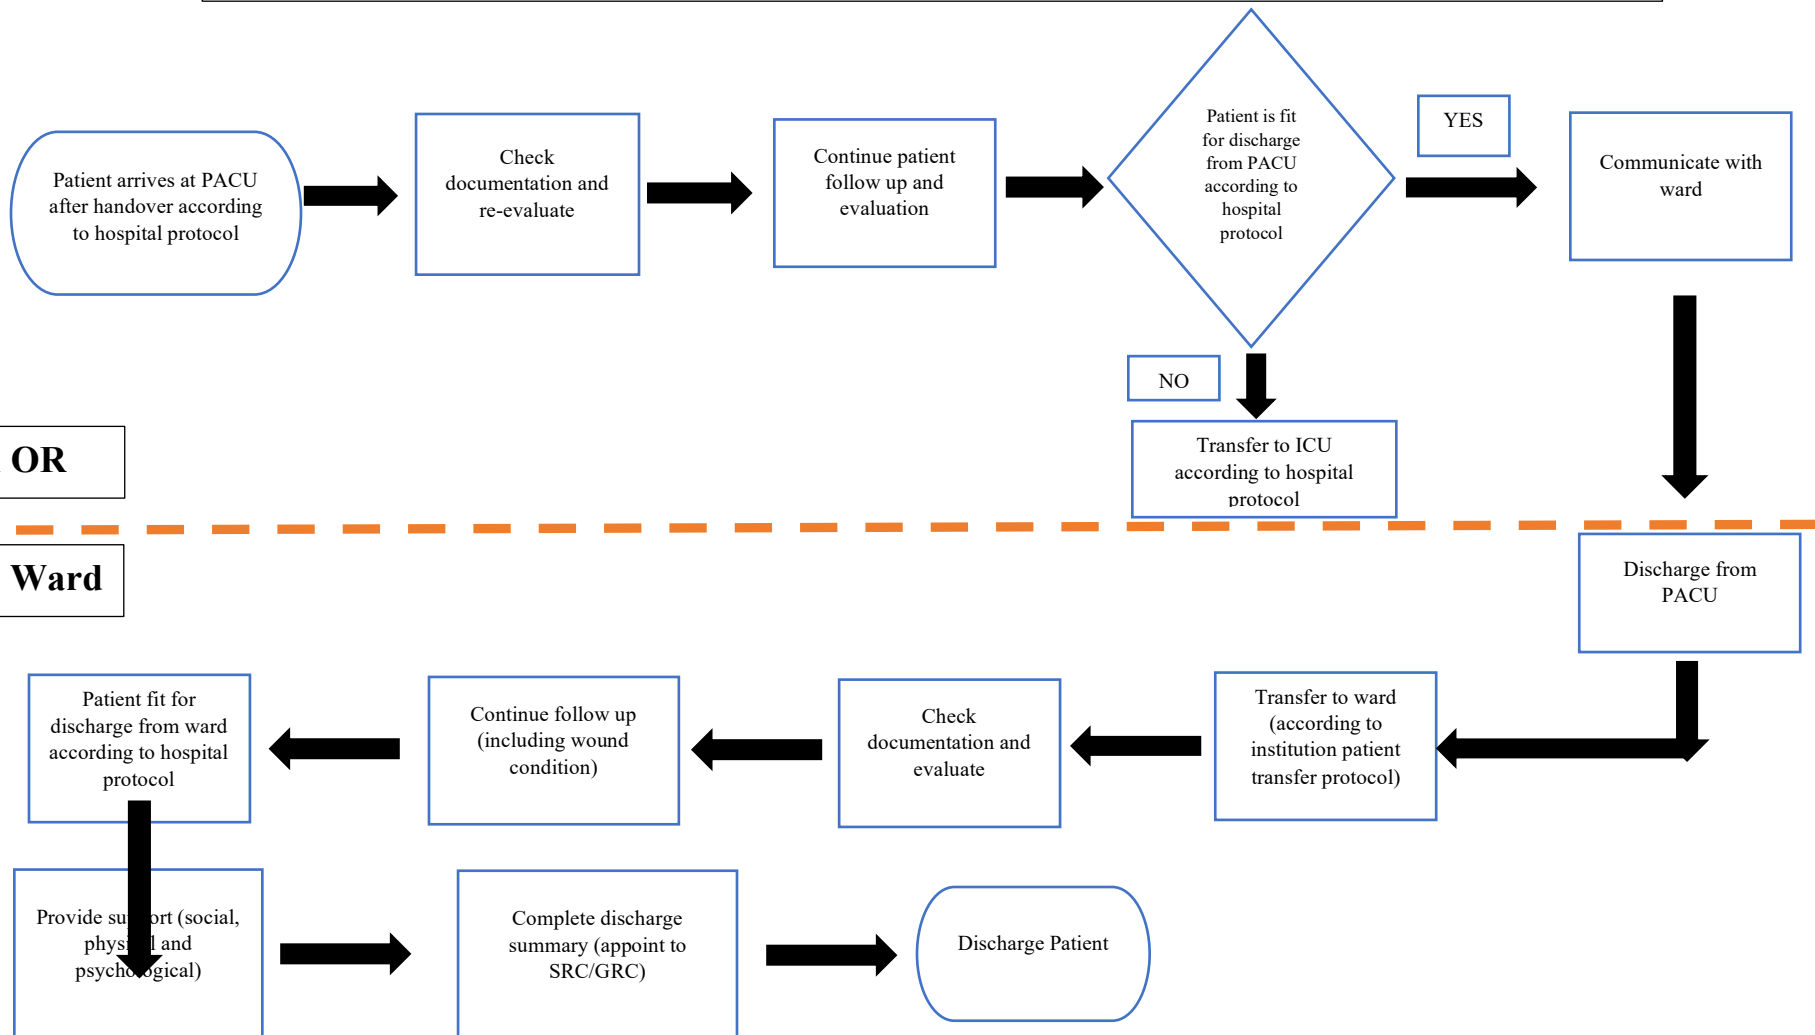 Patient arrives at PACU
after handover according
to hospital protocol
Check
documentation and
re-evaluate
Continue patient
follow up and
evaluation
Patient is fit
for discharge
from PACU
according to
hospital
protocol
YES
Communicate with
ward
NO
Transfer to ICU
according to hospital
protocol
OR
Ward
Discharge from
PACU
Transfer to ward
(according to
institution patient
transfer protocol)
Check
documentation and
evaluate
Continue follow up
(including wound
condition)
Patient fit for
discharge from ward
according to hospital
protocol
Provide support (social,
physical and
psychological)
Complete discharge
summary (appoint to
SRC/GRC)
Discharge Patient